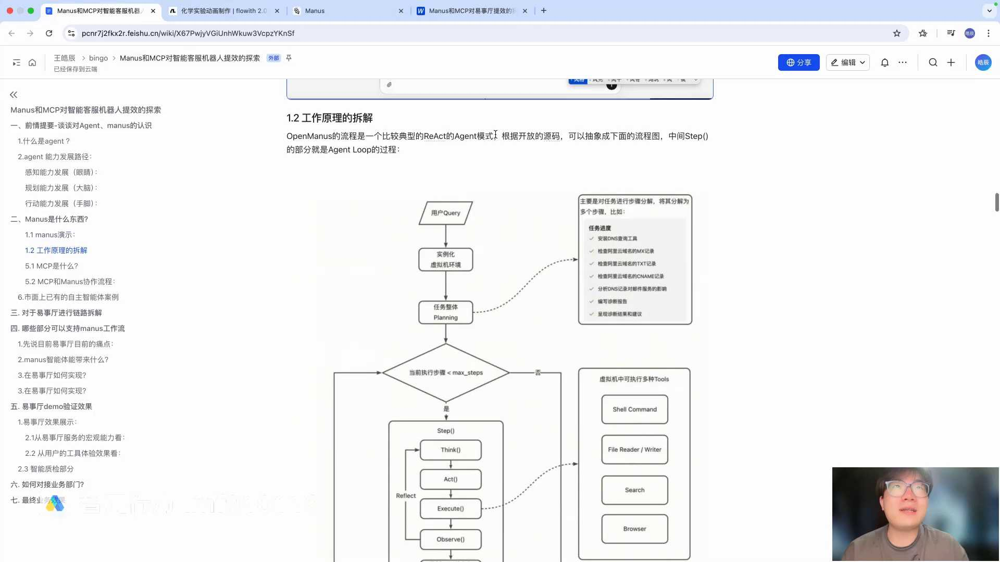 Manus和MCP对智能客服机器人
化学实验动画制作 | flowith 2.0
Manus
Manus和MCP对易事厅提效的
pcnr7j2fkx2r.feishu.cn/wiki/X67PwjyVGiUnhWkuw3VcpzYKnSf
皓辰
王皓辰 > bingo > Manus和MCP对智能客服机器人提效的探索 外部
已经保存到云端
分享
编辑
皓辰
Manus和MCP对智能客服机器人提效的探索
一、前情提要-谈谈对Agent、manus的认识
1.什么是agent ?
2.agent 能力发展路径：
感知能力发展（眼睛）：
规划能力发展（大脑）：
行动能力发展（手脚）：
二、Manus是什么东西?
1.1 manus演示：
1.2 工作原理的拆解
5.1 MCP是什么?
5.2 MCP和Manus协作流程：
6.市面上已有的自主智能体案例
三. 对于易事厅进行链路拆解
四. 哪些部分可以支持manus工作流
1.先说目前易事厅目前的痛点：
2.manus智能体能带来什么?
3.在易事厅如何实现?
3.在易事厅如何实现?
五. 易事厅demo验证效果
1.易事厅效果展示：
2.1从易事厅服务的宏观能力看：
2.2 从用户的工具体验效果看：
2.3 智能质检部分
六. 如何对接业务部门?
七. 最终业务效果
1.2 工作原理的拆解
OpenManus的流程是一个比较典型的ReAct的Agent模式，根据开放的源码，可以抽象成下面的流程图，中间Step()
的部分就是Agent Loop的过程：
用户Query
实例化
虚拟机环境
任务整体
Planning
当前执行步骤 < max_steps
否
是
Step()
Think()
Act()
Reflect
Execute()
Observe()
主要是对任务进行步骤分解，将其分解为
多个步骤，比如：
任务进度
安装DNS查询工具
检查阿里云域名的MX记录
检查阿里云域名的TXT记录
检查阿里云域名的CNAME记录
分析DNS记录对邮件服务的影响
编写诊断报告
呈现诊断结果和建议
虚拟机中可执行多种Tools
Shell Command
File Reader / Writer
Search
Browser